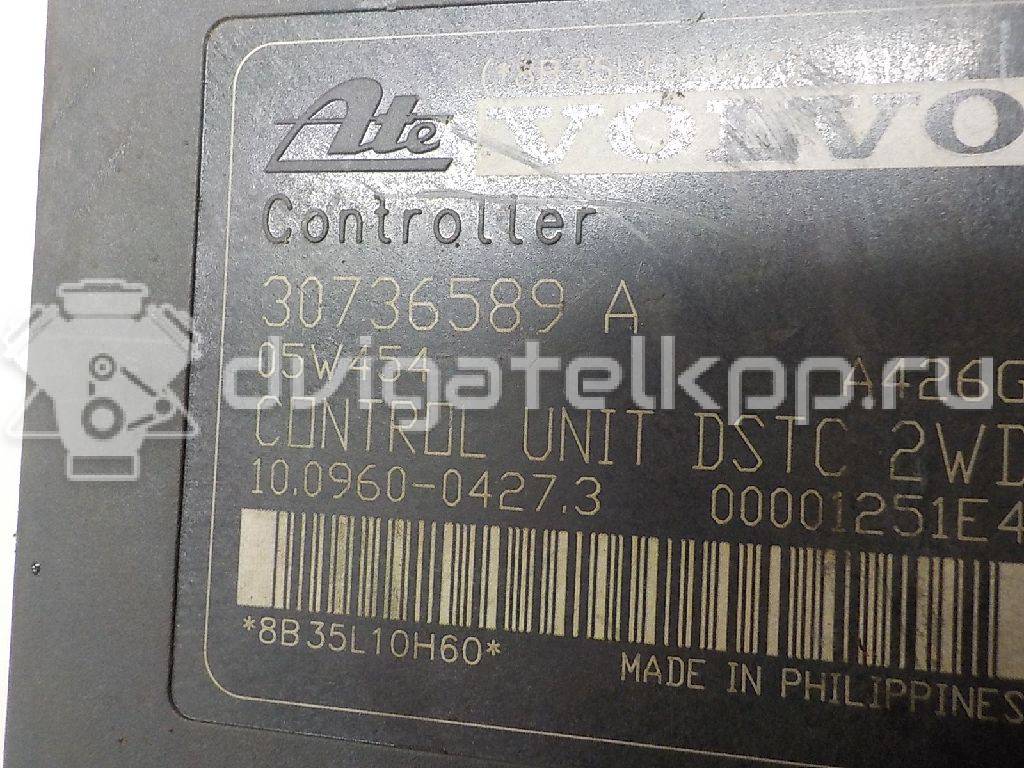 Ate VOLVO
Controller
30736589 A
05W454 A426G
CONTROL UNIT DSTC 2WD
10.0960-0427.3 00001251E4
*8B35L10H60*
MADE IN PHILIPPINES
dvigatelkpp.ru